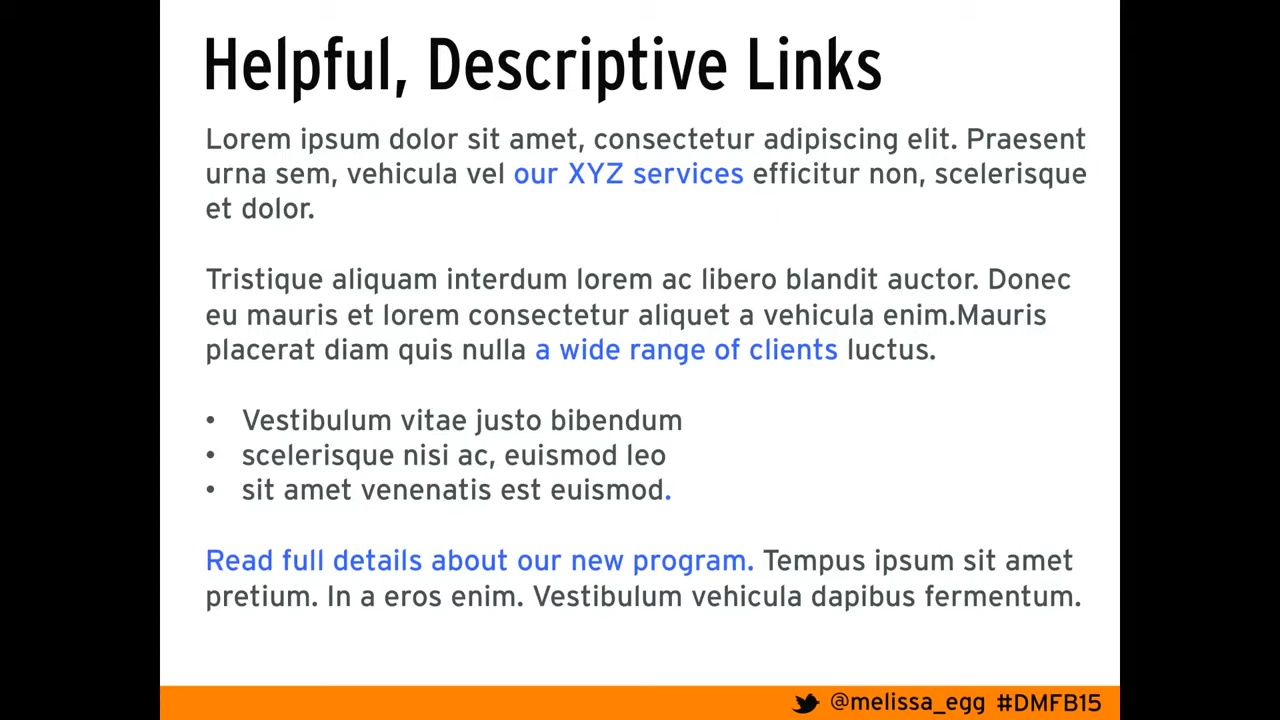 Helpful, Descriptive Links
Lorem ipsum dolor sit amet, consectetur adipiscing elit. Praesent
urna sem, vehicula vel our XYZ services efficitur non, scelerisque
et dolor.
Tristique aliquam interdum lorem ac libero blandit auctor. Donec
eu mauris et lorem consectetur aliquet a vehicula enim.Mauris
placerat diam quis nulla a wide range of clients luctus.
• Vestibulum vitae justo bibendum
• scelerisque nisi ac, euismod leo
• sit amet venenatis est euismod.
Read full details about our new program. Tempus ipsum sit amet
pretium. In a eros enim. Vestibulum vehicula dapibus fermentum.
@melissa_egg #DMFB15